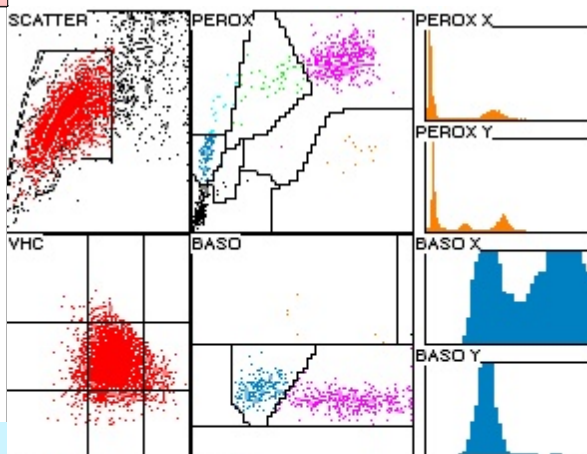 SCATTER
PEROX
PEROX X
PEROX Y
VHC
BASO
BASO X
BASO Y